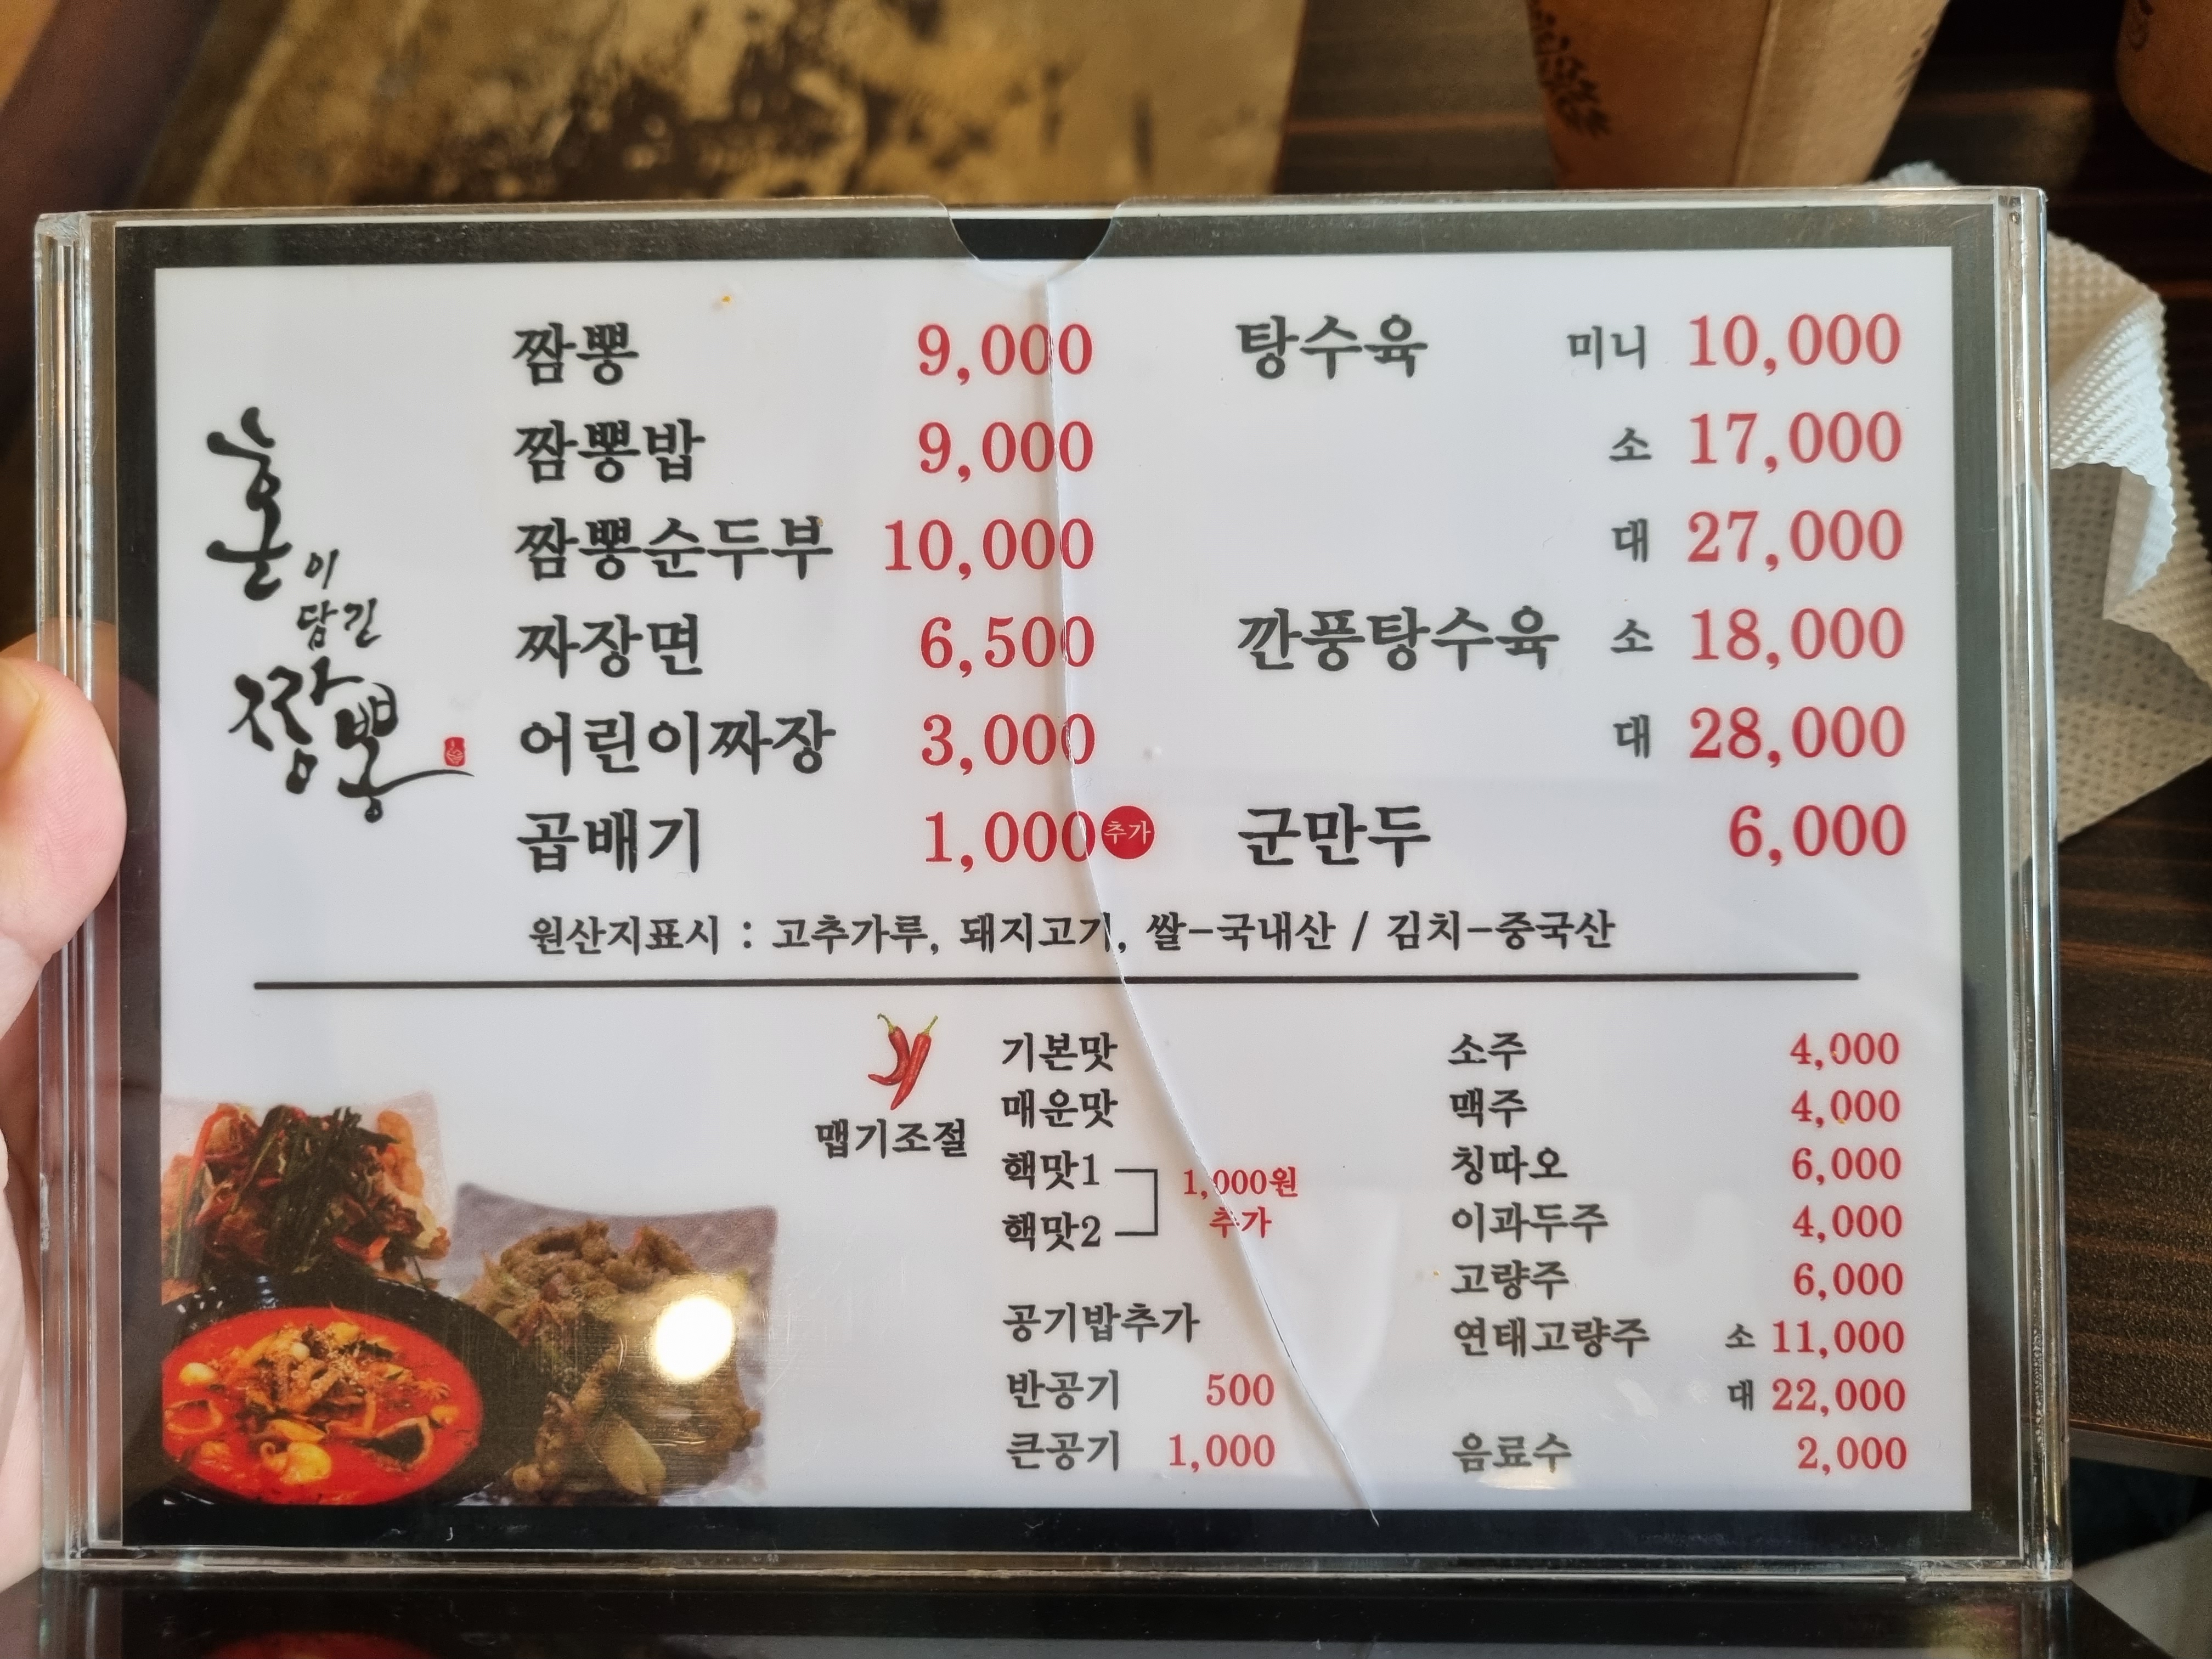 혼이
담긴
짬뽕
짬뽕 9,000
짬뽕밥 9,000
짬뽕순두부 10,000
짜장면 6,500
어린이짜장 3,000
곱배기 1,000 추가
탕수육 미니 10,000
소 17,000
대 27,000
깐풍탕수육 소 18,000
대 28,000
군만두 6,000
원산지표시 : 고추가루, 돼지고기, 쌀-국내산 / 김치-중국산
맵기조절
기본맛
매운맛
핵맛1
핵맛2
1,000원
추가
공기밥추가
반공기 500
큰공기 1,000
소주 4,000
맥주 4,000
칭따오 6,000
이과두주 4,000
고량주 6,000
연태고량주 소 11,000
대 22,000
음료수 2,000